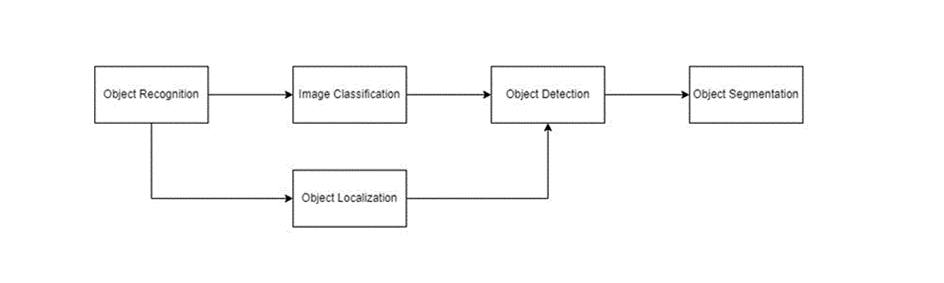 Object Recognition
Image Classification
Object Detection
Object Segmentation
Object Localization